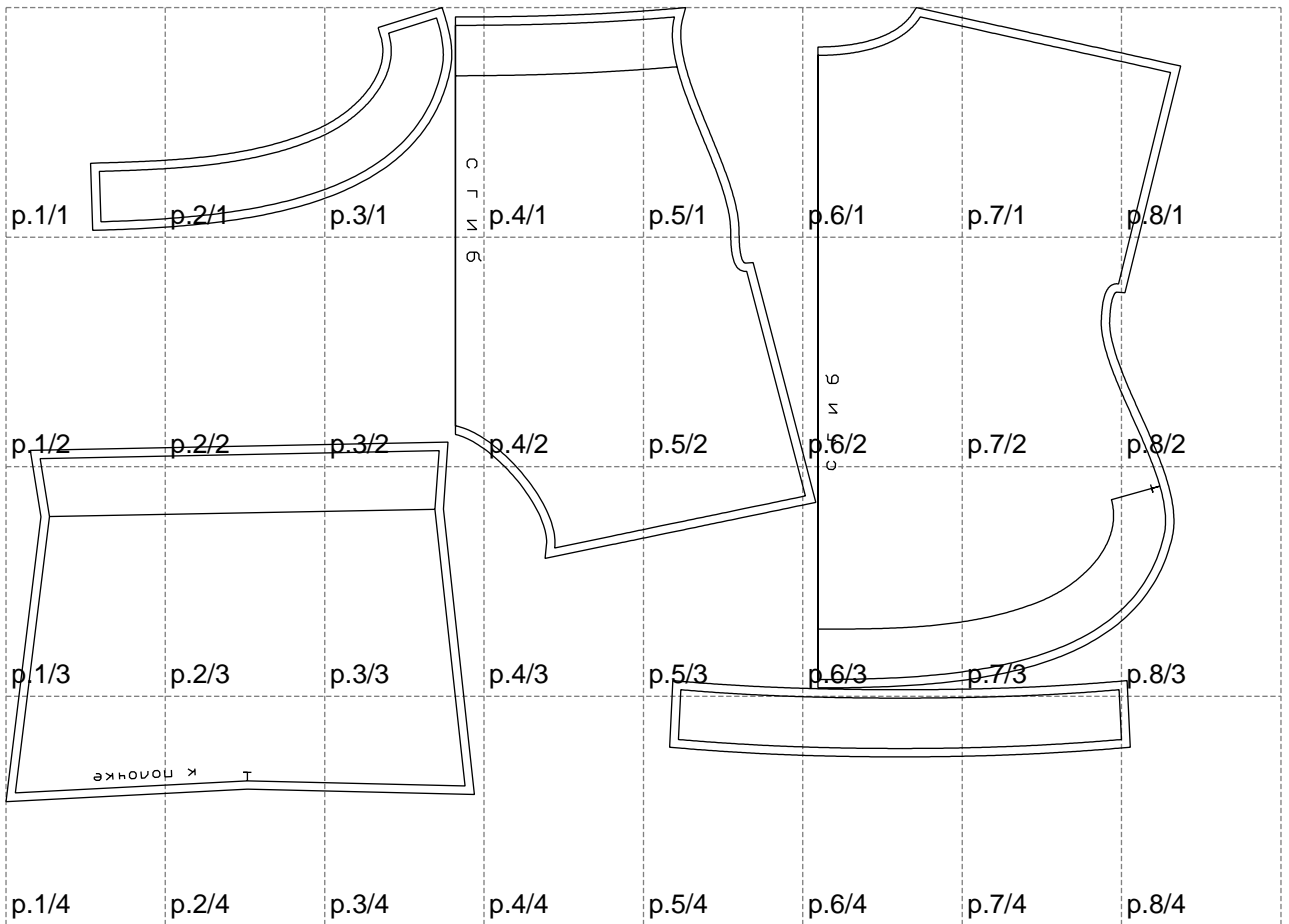 сгиб
p.1/1 p.2/1 p.3/1 p.4/1 p.5/1 p.6/1 p.7/1 p.8/1
сгиб
p.1/2 p.2/2 p.3/2 p.4/2 p.5/2 p.6/2 p.7/2 p.8/2
p.1/3 p.2/3 p.3/3 p.4/3 p.5/3 p.6/3 p.7/3 p.8/3
к полочке
p.1/4 p.2/4 p.3/4 p.4/4 p.5/4 p.6/4 p.7/4 p.8/4